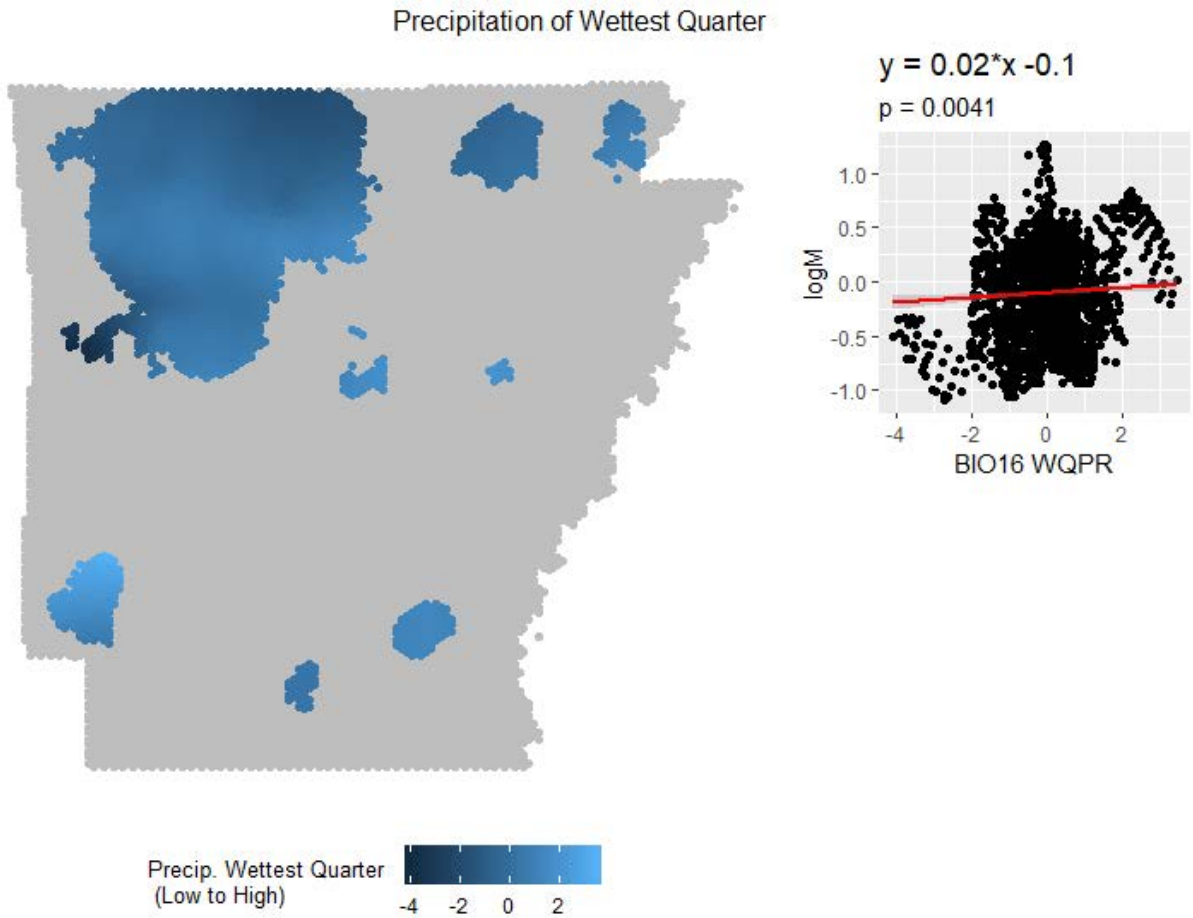 Precipitation of Wettest Quarter
y = 0.02*x -0.1
p = 0.0041
1.0
0.5
0.0
-0.5
-1.0
logM
-4 -2 0 2
BIO16 WQPR
Precip. Wettest Quarter
(Low to High)
-4 -2 0 2